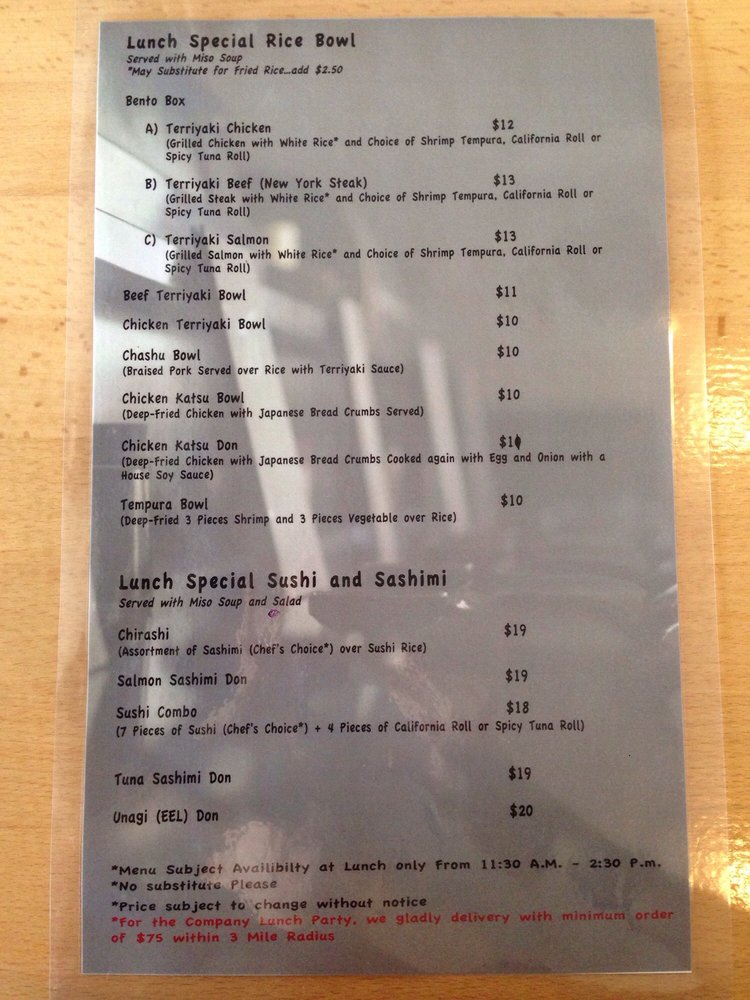 Lunch Special Rice Bowl
Served with Miso Soup
*May Substitute for Fried Rice...add $2.50
Bento Box
A) Terriyaki Chicken $12
(Grilled Chicken with White Rice* and Choice of Shrimp Tempura, California Roll or
Spicy Tuna Roll)
B) Terriyaki Beef (New York Steak) $13
(Grilled Steak with White Rice* and Choice of Shrimp Tempura, California Roll or
Spicy Tuna Roll)
C) Terriyaki Salmon $13
(Grilled Salmon with White Rice* and Choice of Shrimp Tempura, California Roll or
Spicy Tuna Roll)
Beef Terriyaki Bowl $11
Chicken Terriyaki Bowl $10
Chashu Bowl $10
(Braised Pork Served over Rice with Terriyaki Sauce)
Chicken Katsu Bowl $10
(Deep-Fried Chicken with Japanese Bread Crumbs Served)
Chicken Katsu Don
(Deep-Fried Chicken with Japanese Bread Crumbs Cooked again with Egg and Onion with a
House Soy Sauce)
Tempura Bowl $10
(Deep-Fried 3 Pieces Shrimp and 3 Pieces Vegetable over Rice)
Lunch Special Sushi and Sashimi
Served with Miso Soup and Salad
Chirashi $19
(Assortment of Sashimi (Chef's Choice*) over Sushi Rice)
Salmon Sashimi Don $19
Sushi Combo $18
(7 Pieces of Sushi (Chef's Choice*) + 4 Pieces of California Roll or Spicy Tuna Roll)
Tuna Sashimi Don $19
Unagi (EEL) Don $20
*Menu Subject Availibilty at Lunch only From 11:30 A.M. - 2:30 P.m.
*No substitute Please
*Price subject to change without notice
*For the Company Lunch Party, we gladly delivery with minimum order
of $75 within 3 Mile Radius